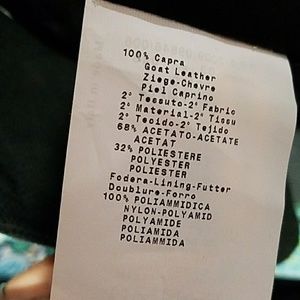 100% Capra
Goat Leather
Ziege-Chevre
Piel Caprino
2° Tessuto-2° Fabric
2° Material-2° Tissu
2° Tecido-2° Tejido
68% ACETATO-ACETATE
ACETAT
32% POLIESTERE
POLYESTER
POLIESTER
Fodera-Lining-Futter
Doublure-Forro
100% POLIAMMIDICA
NYLON-POLYAMID
POLYAMIDE
POLIAMIDA
POLIAMMIDA